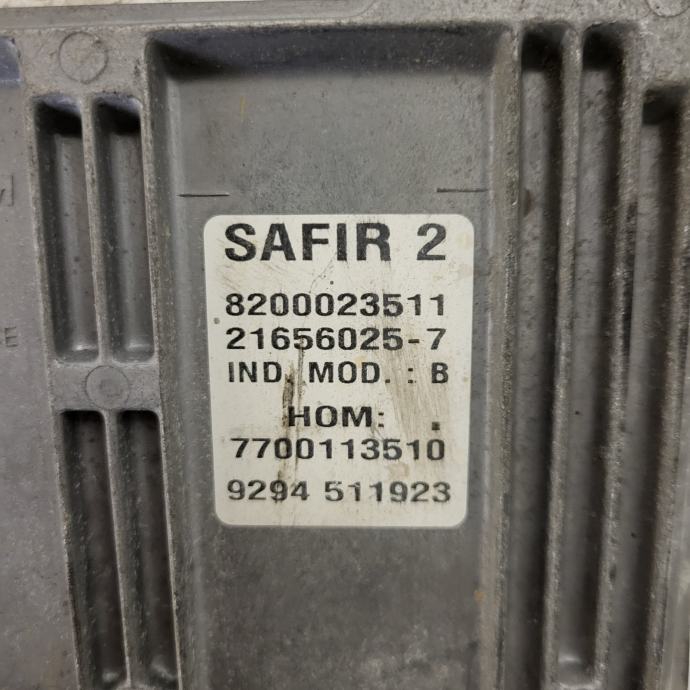 SAFIR 2
8200023511
21656025-7
IND. MOD. : B
HOM: .
7700113510
9294 511923
E